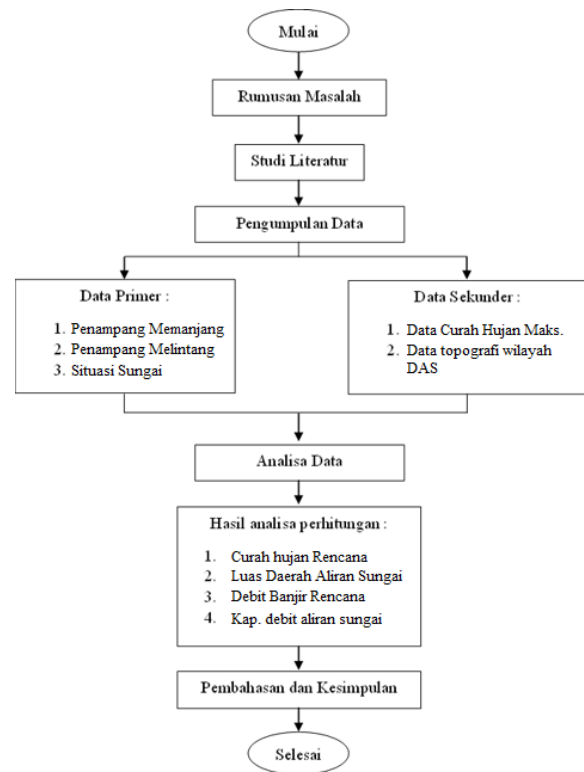 Mulai
Rumusan Masalah
Studi Literatur
Pengumpulan Data
Data Primer :
1. Penampang Memanjang
2. Penampang Melintang
3. Situasi Sungai
Data Sekunder :
1. Data Curah Hujan Maks.
2. Data topografi wilayah
DAS
Analisa Data
Hasil analisa perhitungan :
1. Curah hujan Rencana
2. Luas Daerah Aliran Sungai
3. Debit Banjir Rencana
4. Kap. debit aliran sungai
Pembahasan dan Kesimpulan
Selesai